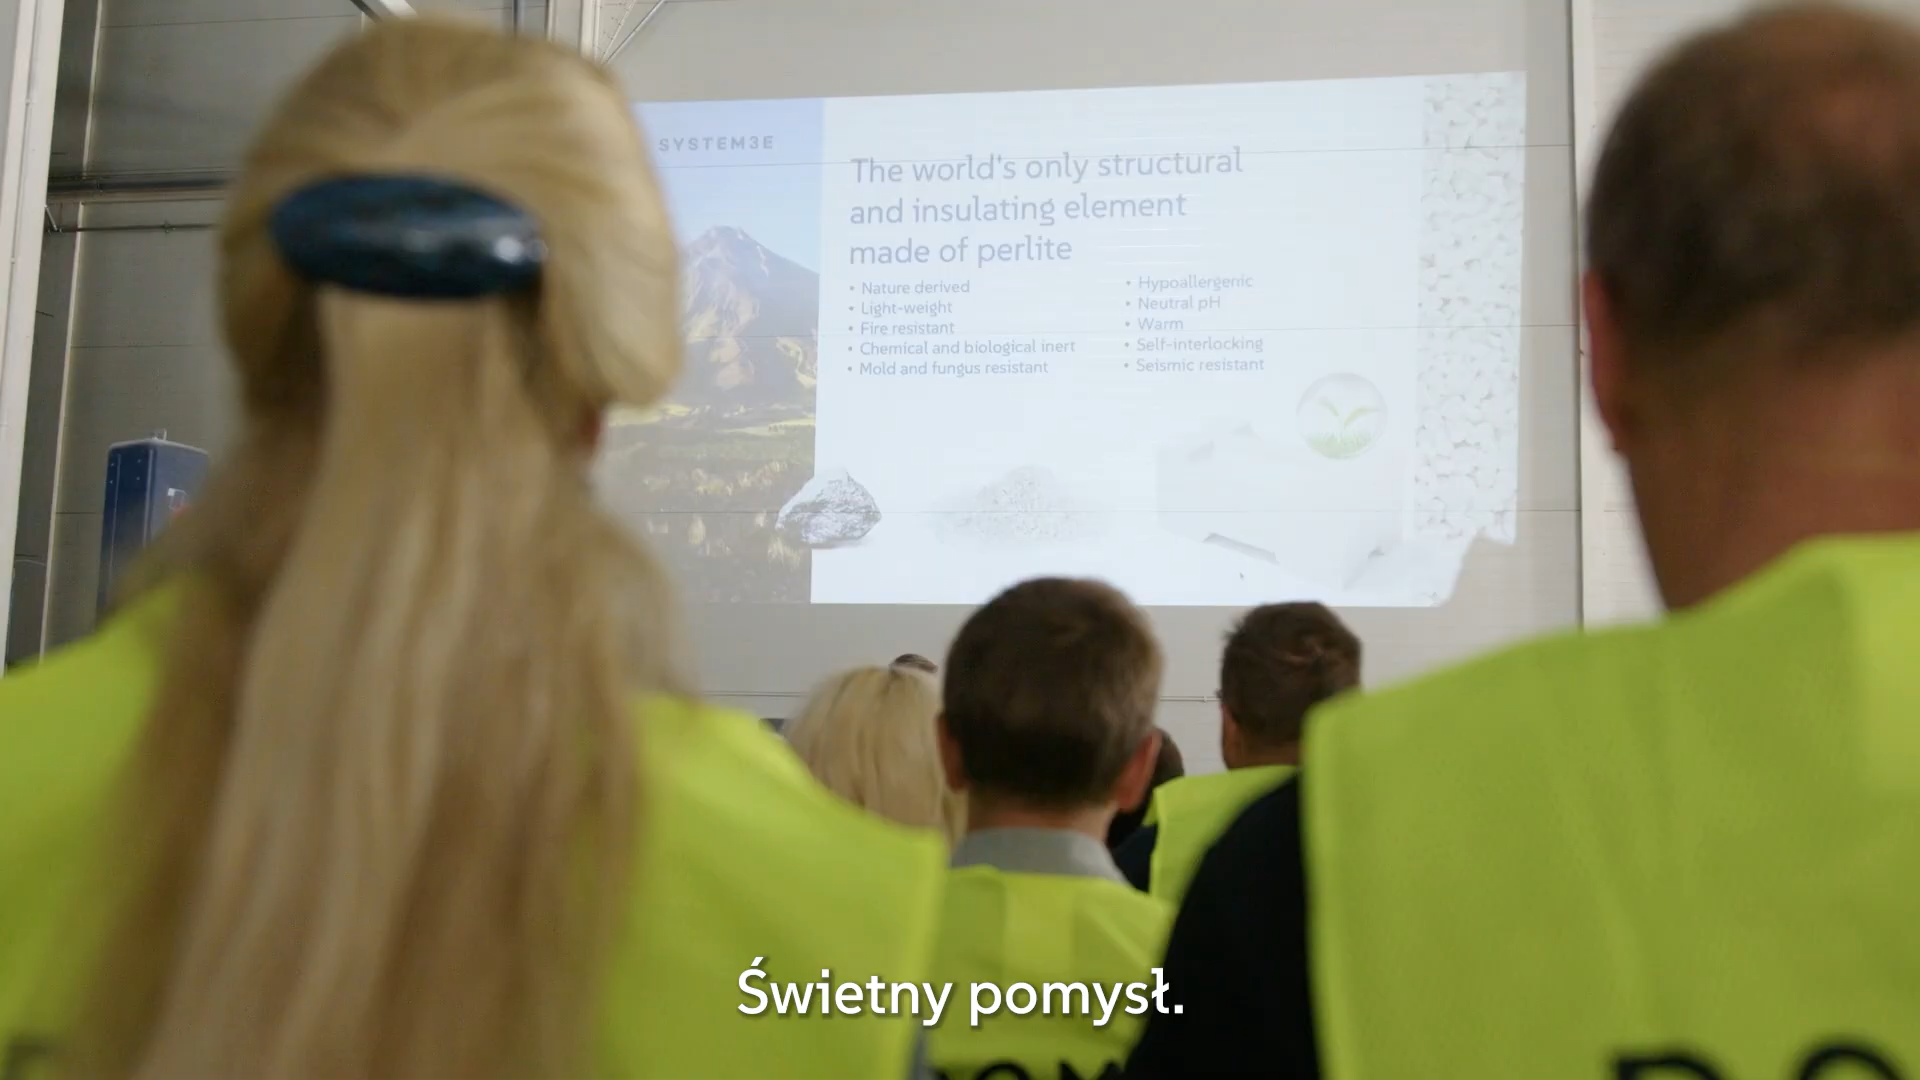 SYSTEM3E
The world's only structural
and insulating element
made of perlite
• Nature derived
• Light-weight
• Fire resistant
• Chemical and biological inert
• Mold and fungus resistant
• Hypoallergenic
• Neutral pH
• Warm
• Self-interlocking
• Seismic resistant
Świetny pomysł.